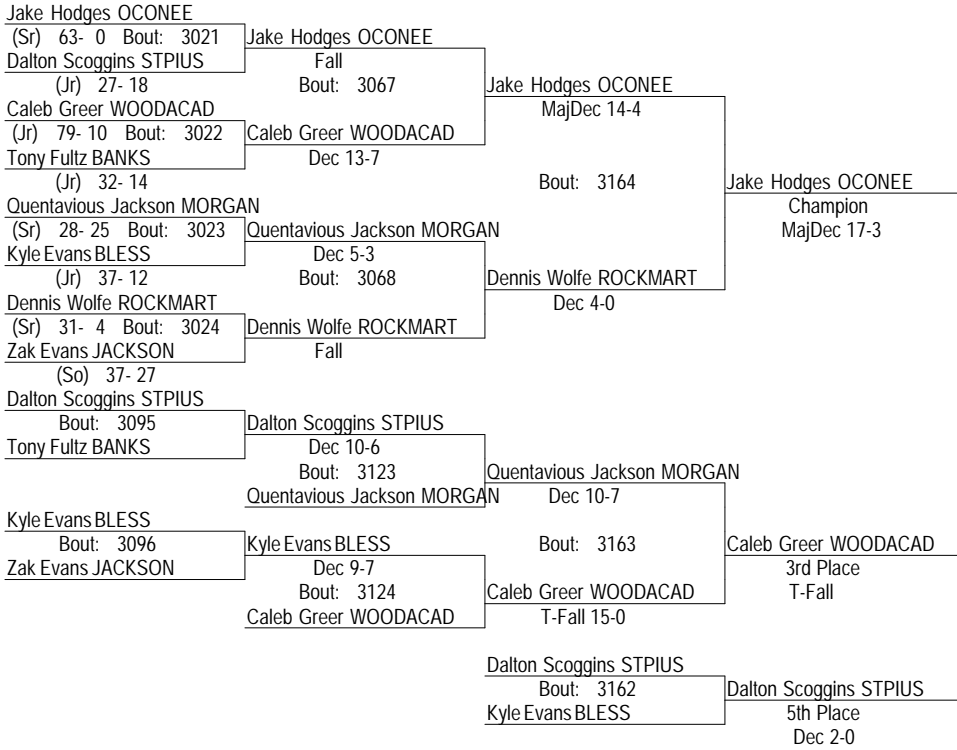 Jake Hodges OCONEE
(Sr) 63- 0 Bout: 3021 Jake Hodges OCONEE
Dalton Scoggins STPIUS Fall
(Jr) 27- 18 Bout: 3067 Jake Hodges OCONEE
Caleb Greer WOODACAD MajDec 14-4
(Jr) 79- 10 Bout: 3022 Caleb Greer WOODACAD
Tony Fultz BANKS Dec 13-7
(Jr) 32- 14 Bout: 3164 Jake Hodges OCONEE
Quentavious Jackson MORGAN Champion
(Sr) 28- 25 Bout: 3023 Quentavious Jackson MORGAN MajDec 17-3
Kyle Evans BLESS Dec 5-3
(Jr) 37- 12 Bout: 3068 Dennis Wolfe ROCKMART
Dennis Wolfe ROCKMART Dec 4-0
(Sr) 31- 4 Bout: 3024 Dennis Wolfe ROCKMART
Zak Evans JACKSON Fall
(So) 37- 27
Dalton Scoggins STPIUS
Bout: 3095 Dalton Scoggins STPIUS
Tony Fultz BANKS Dec 10-6
Bout: 3123 Quentavious Jackson MORGAN
Quentavious Jackson MORGAN Dec 10-7
Kyle Evans BLESS
Bout: 3096 Kyle Evans BLESS Bout: 3163 Caleb Greer WOODACAD
Zak Evans JACKSON Dec 9-7 3rd Place
Bout: 3124 Caleb Greer WOODACAD T-Fall
Caleb Greer WOODACAD T-Fall 15-0
Dalton Scoggins STPIUS
Bout: 3162 Dalton Scoggins STPIUS
Kyle Evans BLESS 5th Place
Dec 2-0